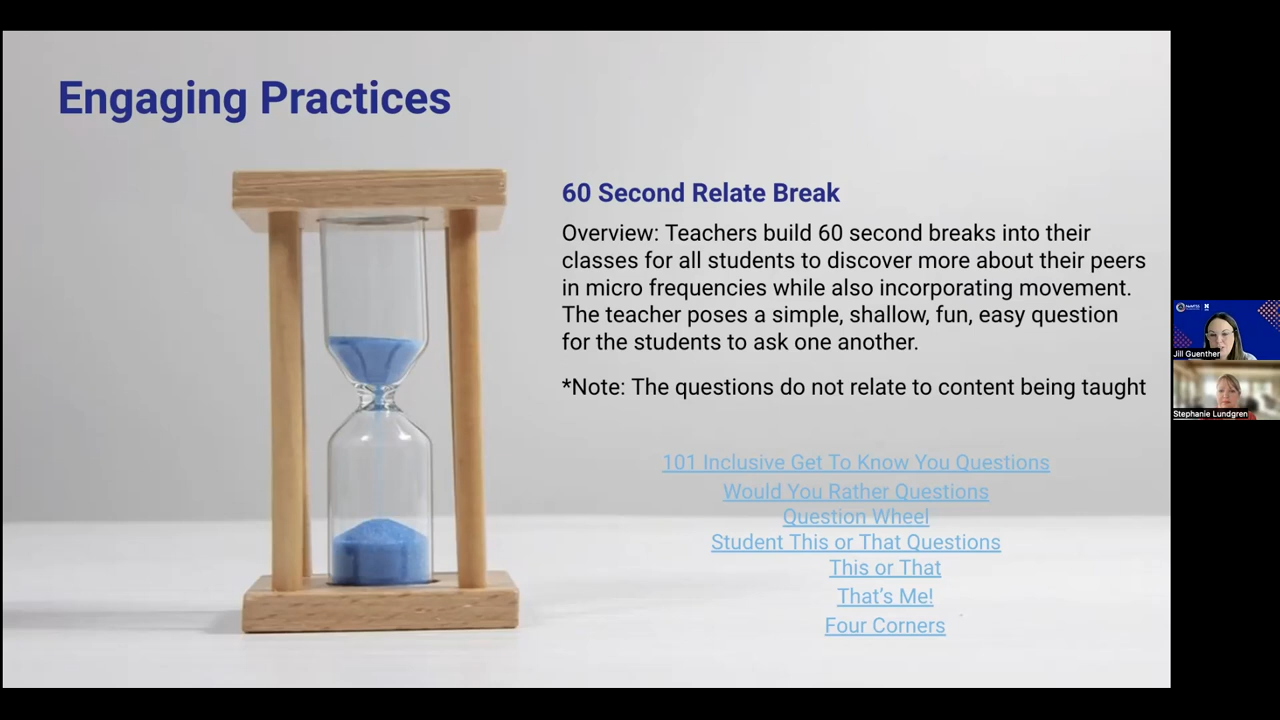 Engaging Practices
60 Second Relate Break
Overview: Teachers build 60 second breaks into their
classes for all students to discover more about their peers
in micro frequencies while also incorporating movement.
The teacher poses a simple, shallow, fun, easy question
for the students to ask one another.
*Note: The questions do not relate to content being taught
101 Inclusive Get To Know You Questions
Would You Rather Questions
Question Wheel
Student This or That Questions
This or That
That's Me!
Four Corners
Jill Guenther
Stephanie Lundgren